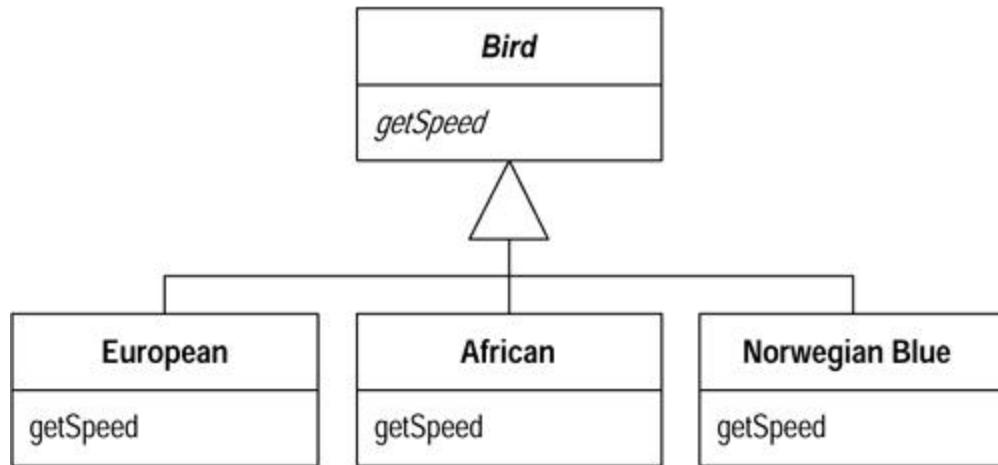 Bird
getSpeed
European
African
Norwegian Blue
getSpeed
getSpeed
getSpeed